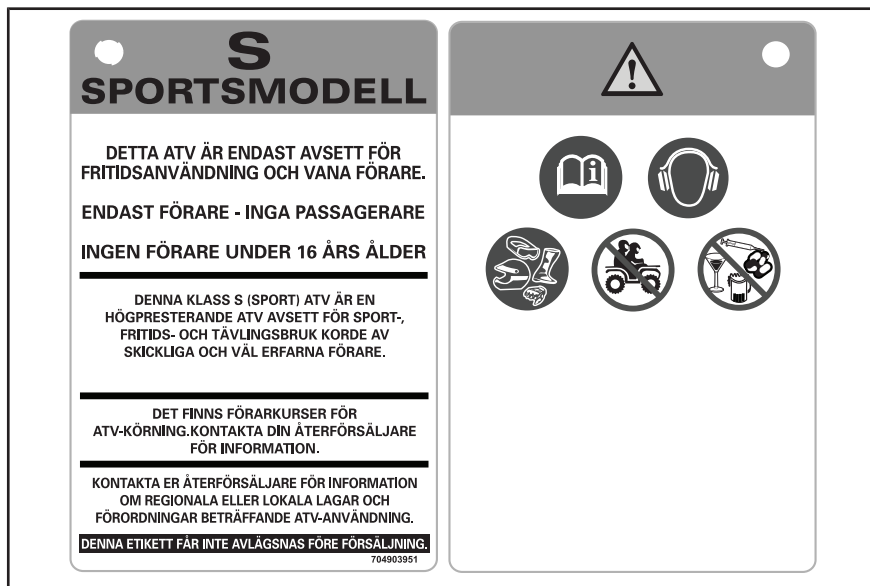 S
SPORTSMODELL
DETTA ATV ÄR ENDAST AVSETT FÖR
FRITIDSANVÄNDNING OCH VANA FÖRARE.
ENDAST FÖRARE - INGA PASSAGERARE
INGEN FÖRARE UNDER 16 ÅRS ÅLDER
DENNA KLASS S (SPORT) ATV ÄR EN
HÖGPRESTERANDE ATV AVSETT FÖR SPORT-,
FRITIDS- OCH TÄVLINGSBRUK KORDE AV
SKICKLIGA OCH VÄL ERFARNA FÖRARE.
DET FINNS FÖRARKURSER FÖR
ATV-KÖRNING.KONTAKTA DIN ÅTERFÖRSÄLJARE
FÖR INFORMATION.
KONTAKTA ER ÅTERFÖRSÄLJARE FÖR INFORMATION
OM REGIONALA ELLER LOKALA LAGAR OCH
FÖRORDNINGAR BETRÄFFANDE ATV-ANVÄNDNING.
DENNA ETIKETT FÅR INTE AVLÄGSNAS FÖRE FÖRSÄLJNING.
704903951